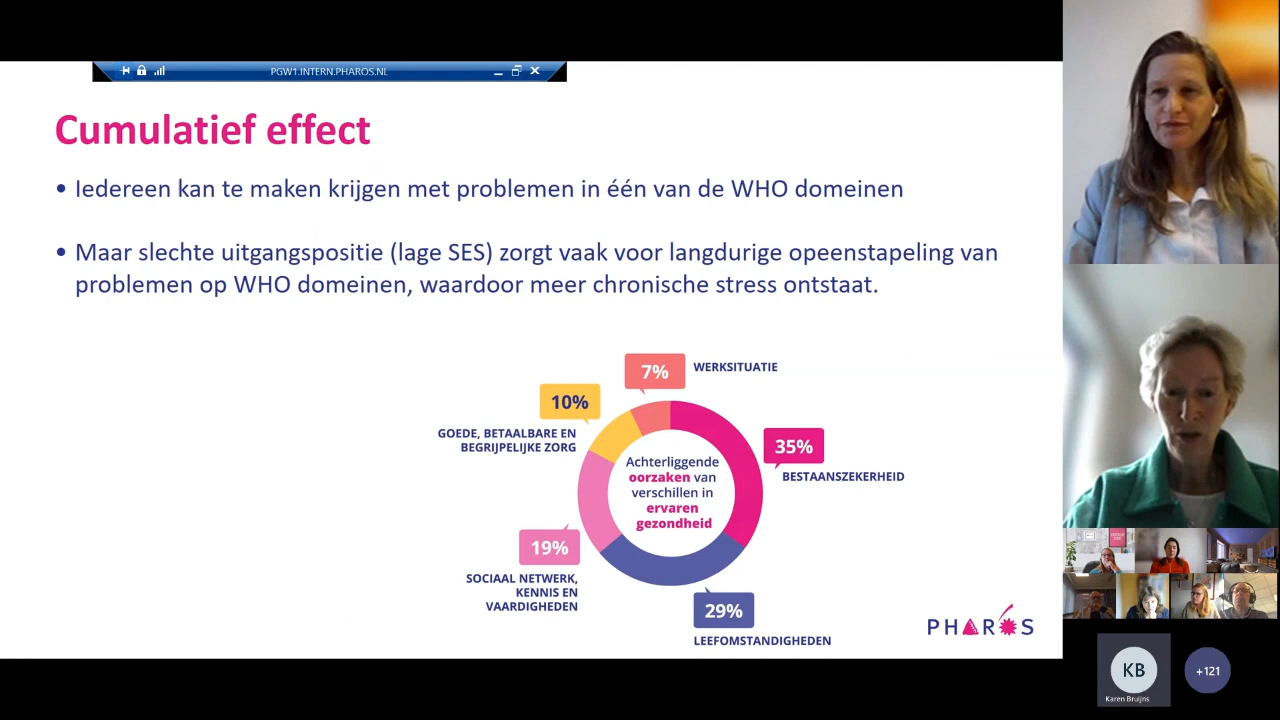 PGW1.INTERN.PHAROS.NL
Cumulatief effect
• Iedereen kan te maken krijgen met problemen in één van de WHO domeinen
• Maar slechte uitgangspositie (lage SES) zorgt vaak voor langdurige opeenstapeling van
problemen op WHO domeinen, waardoor meer chronische stress ontstaat.
7%
WERKSITUATIE
10%
GOEDE, BETAALBARE EN
BEGRIJPELIJKE ZORG
35%
BESTAANSZEKERHEID
Achterliggende
oorzaken van
verschillen in
ervaren
gezondheid
19%
SOCIAAL NETWERK,
KENNIS EN
VAARDIGHEDEN
29%
LEEFOMSTANDIGHEDEN
PHAROS
KB
Karen Bruijns
+121